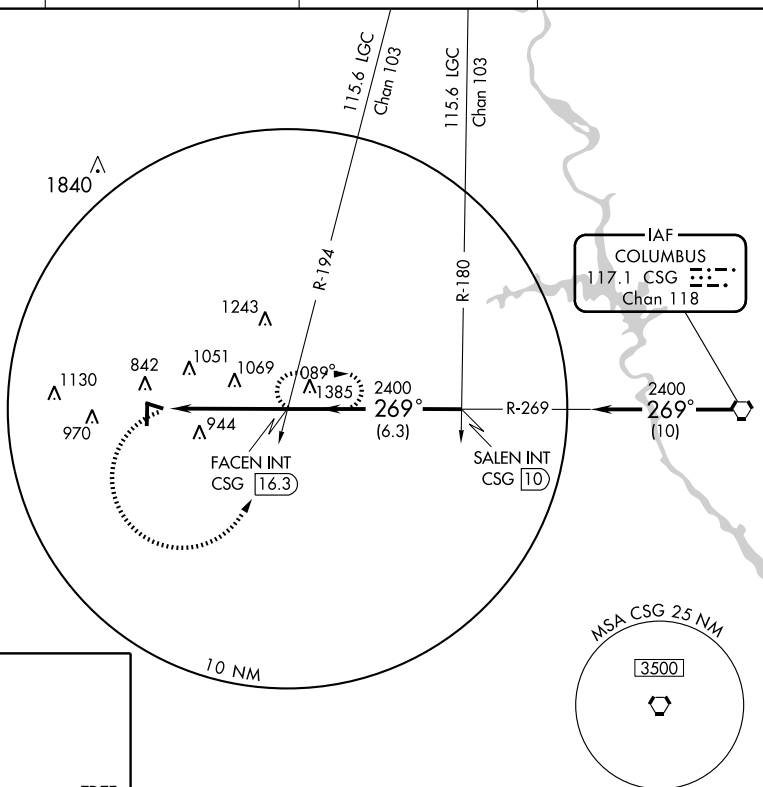 115.6 LGC
Chan 103
115.6 LGC
Chan 103
1840
IAF
COLUMBUS
117.1 CSG
Chan 118
R-194
R-180
1243
1051
842
1069
089°
1385
1130
970
944
2400
269°
(6.3)
R-269
2400
269°
(10)
FACEN INT
CSG 16.3
SALEN INT
CSG 10
10 NM
MSA CSG 25 NM
3500